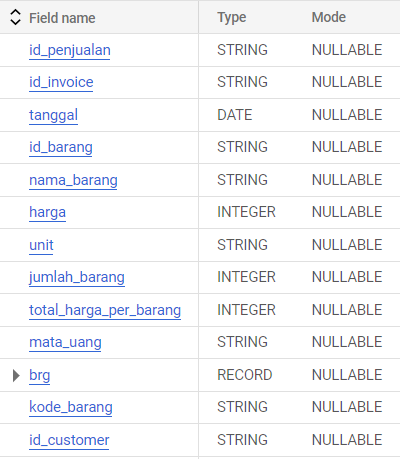 Field name Type Mode
id_penjualan STRING NULLABLE
id_invoice STRING NULLABLE
tanggal DATE NULLABLE
id_barang STRING NULLABLE
nama_barang STRING NULLABLE
harga INTEGER NULLABLE
unit STRING NULLABLE
jumlah_barang INTEGER NULLABLE
total_harga_per_barang INTEGER NULLABLE
mata_uang STRING NULLABLE
brg RECORD NULLABLE
kode_barang STRING NULLABLE
id_customer STRING NULLABLE